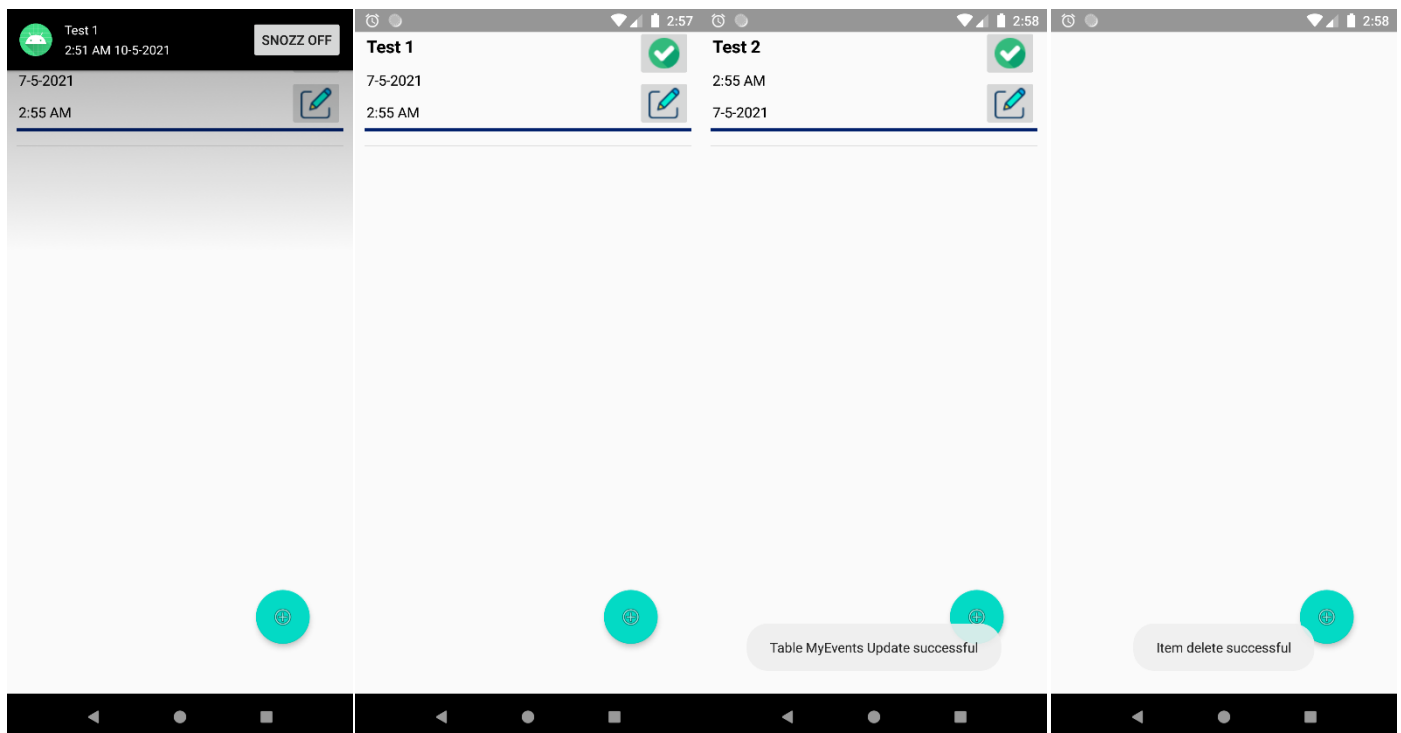 Test 1
2:51 AM 10-5-2021
SNOZZ OFF
7-5-2021
2:55 AM
2:57
Test 1
7-5-2021
2:55 AM
2:58
Test 2
2:55 AM
7-5-2021
Table MyEvents Update successful
2:58
Item delete successful